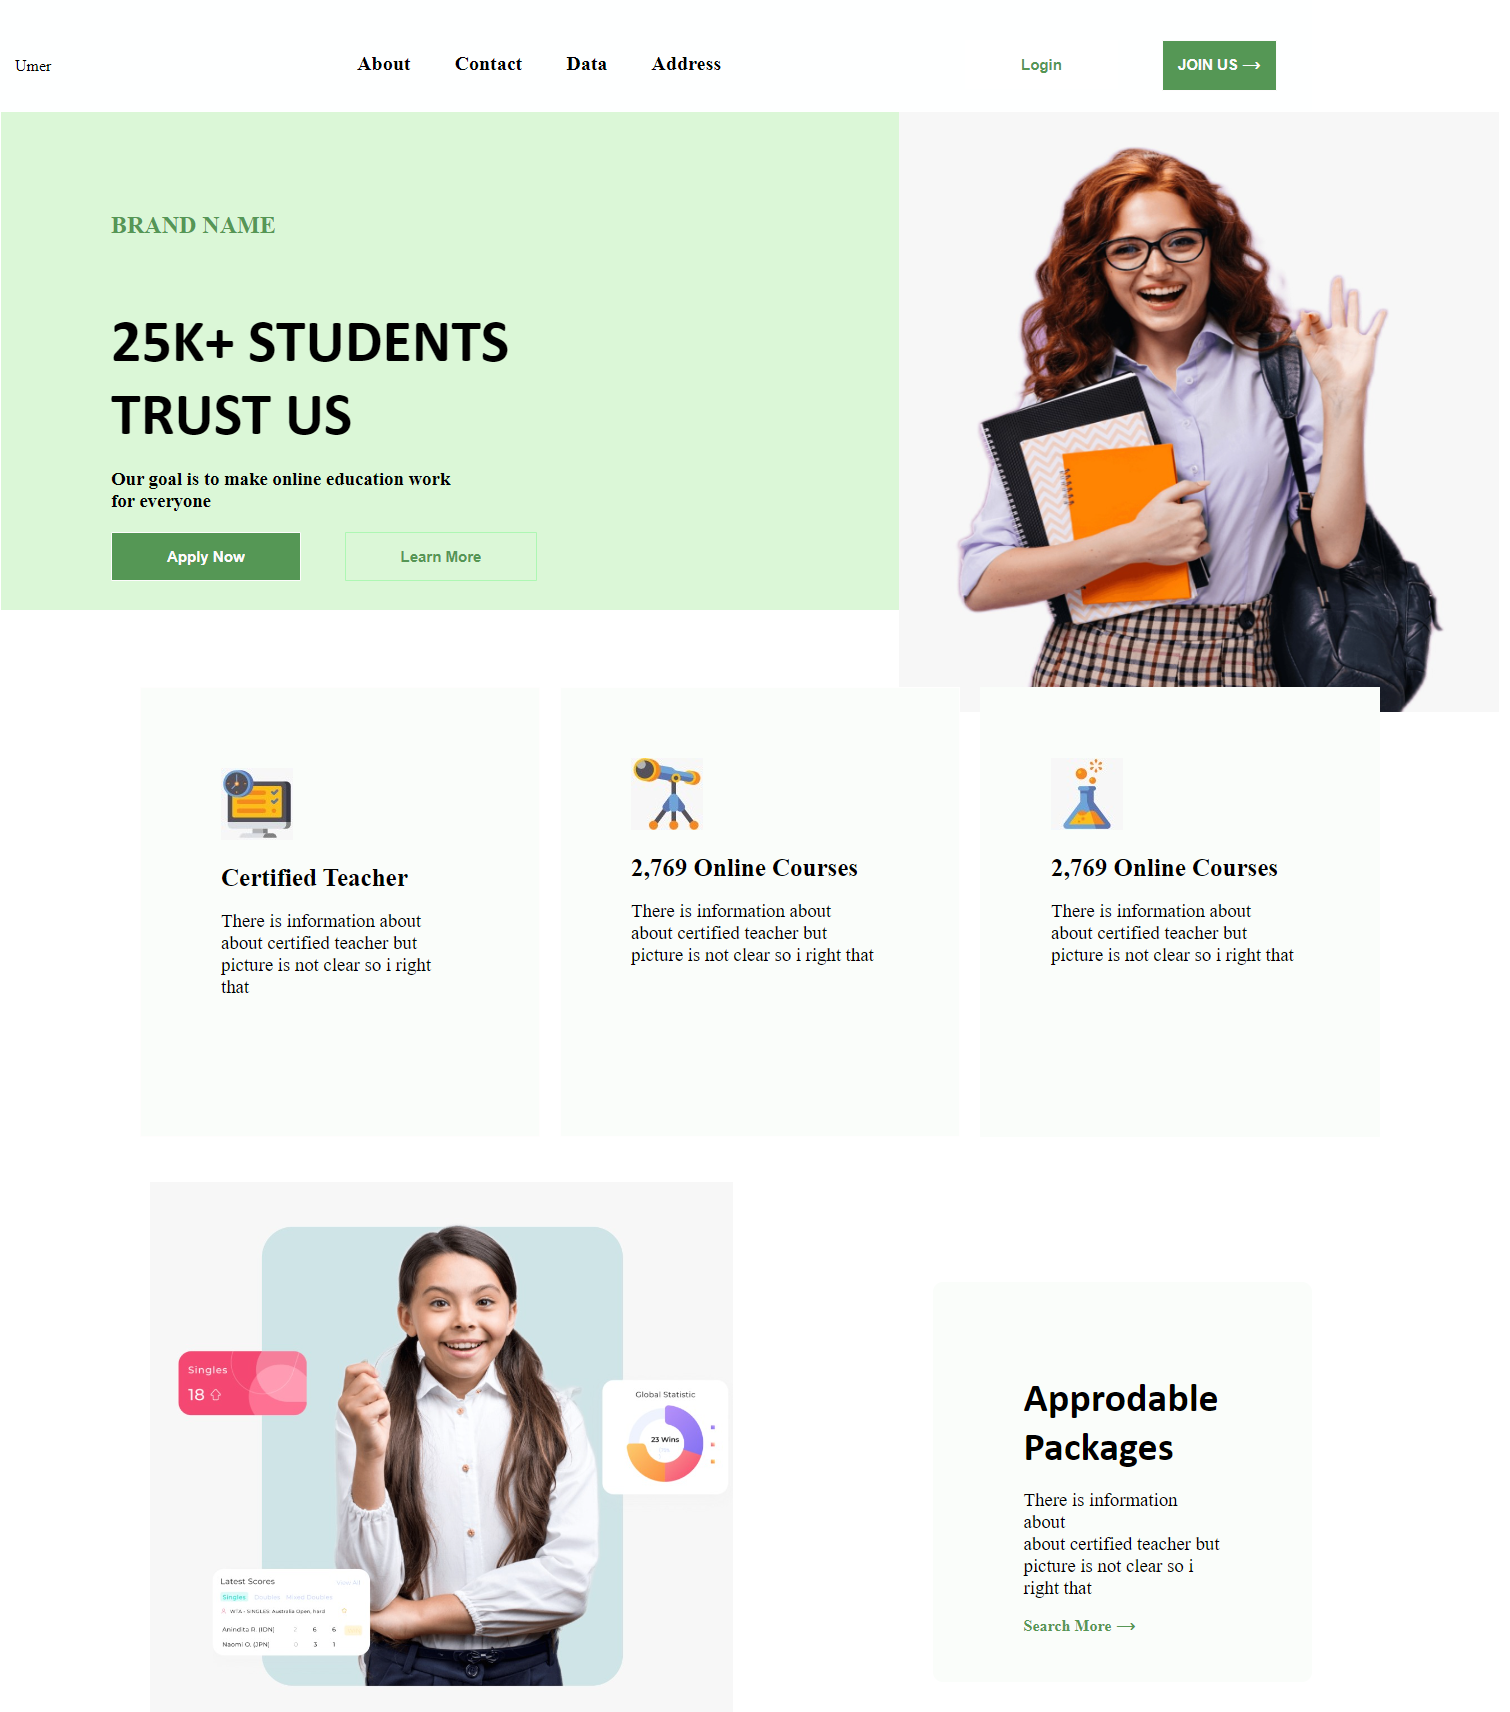 Umer
About Contact Data Address
Login
JOIN US ⟶
BRAND NAME
25K+ STUDENTS
TRUST US
Our goal is to make online education work
for everyone
Apply Now
Learn More
Certified Teacher
There is information about
about certified teacher but
picture is not clear so i right
that
2,769 Online Courses
There is information about
about certified teacher but
picture is not clear so i right that
2,769 Online Courses
There is information about
about certified teacher but
picture is not clear so i right that
Singles
18
Global Statistic
23 Wins
Latest Scores
Singles Doubles Mixed Doubles
WTA - SINGLES: Australia Open, hard
Anindita R. (IDN) 2 6 6
Naomi O. (JPN) 0 3 1
Approdable
Packages
There is information
about
about certified teacher but
picture is not clear so i
right that
Search More ⟶